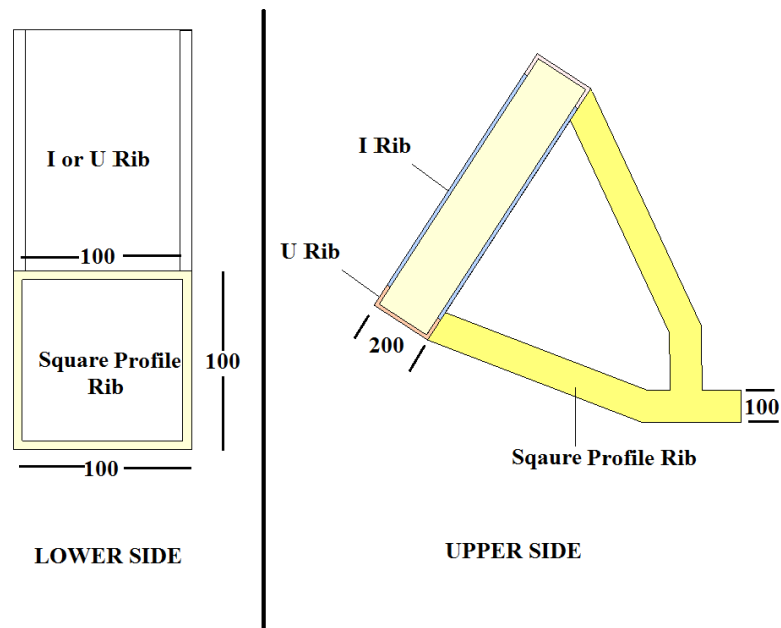 I or U Rib
100
Square Profile
Rib
100
100
LOWER SIDE
I Rib
U Rib
200
100
Sqaure Profile Rib
UPPER SIDE